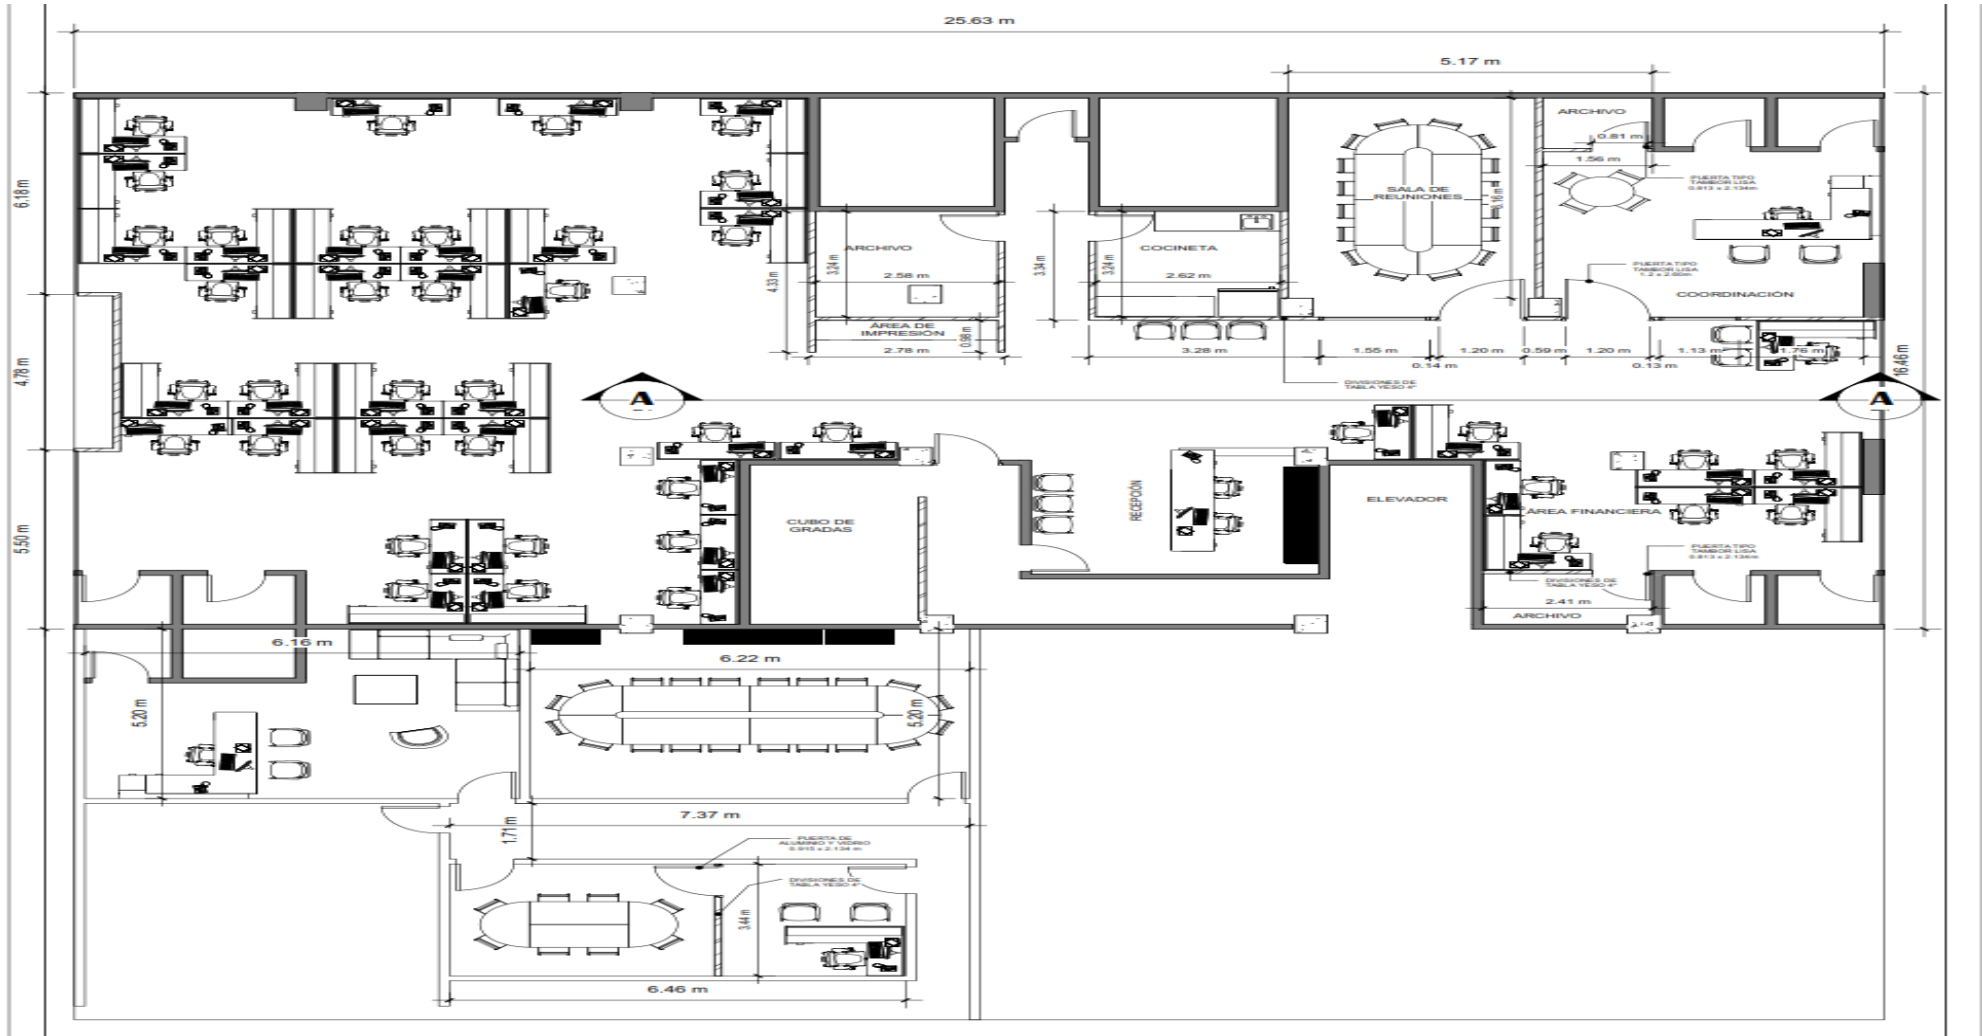 25.63 m
5.17 m
ARCHIVO
0.81 m
1.56 m
PUERTA TIPO
TAMBOR LISA
0.813 x 2.134m
6.18 m
SALA DE
REUNIONES
ARCHIVO
COCINETA
3.24 m
2.58 m
4.33 m
3.34 m
3.24 m
2.62 m
PUERTA TIPO
TAMBOR LISA
1.2 x 2.60m
COORDINACIÓN
ÁREA DE
IMPRESIÓN
0.98 m
2.78 m
3.28 m
1.55 m
1.20 m
0.59 m
1.20 m
1.13 m
1.76 m
0.14 m
0.13 m
4.78 m
16.46 m
DIVISIONES DE
TABLA YESO 4"
A
A
RECEPCIÓN
ELEVADOR
CUBO DE
GRADAS
ÁREA FINANCIERA
5.50 m
PUERTA TIPO
TAMBOR LISA
0.813 x 2.134m
DIVISIONES DE
TABLA YESO 4"
2.41 m
ARCHIVO
6.16 m
6.22 m
5.20 m
5.20 m
7.37 m
1.71 m
PUERTA DE
ALUMINIO Y VIDRIO
0.915 x 2.134 m
DIVISIONES DE
TABLA YESO 4"
3.44 m
6.46 m